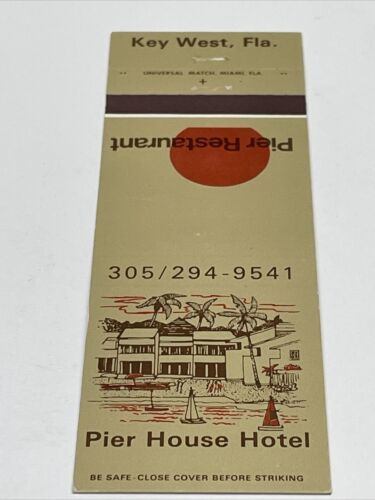 Key West, Fla.
UNIVERSAL MATCH, MIAMI, FLA.
Pier Restaurant
305/294-9541
Pier House Hotel
BE SAFE-CLOSE COVER BEFORE STRIKING